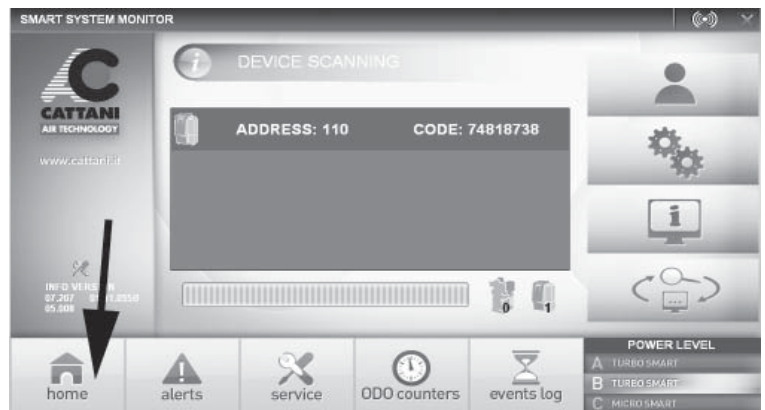 SMART SYSTEM MONITOR
DEVICE SCANNING
CATTANI
AIR TECHNOLOGY
www.cattani.it
ADDRESS: 110 CODE: 74818738
INFO VERSION
07.207
05.008
0
1
home
alerts
service
ODO counters
events log
POWER LEVEL
A TURBO SMART
B TURBO SMART
C MICRO SMART